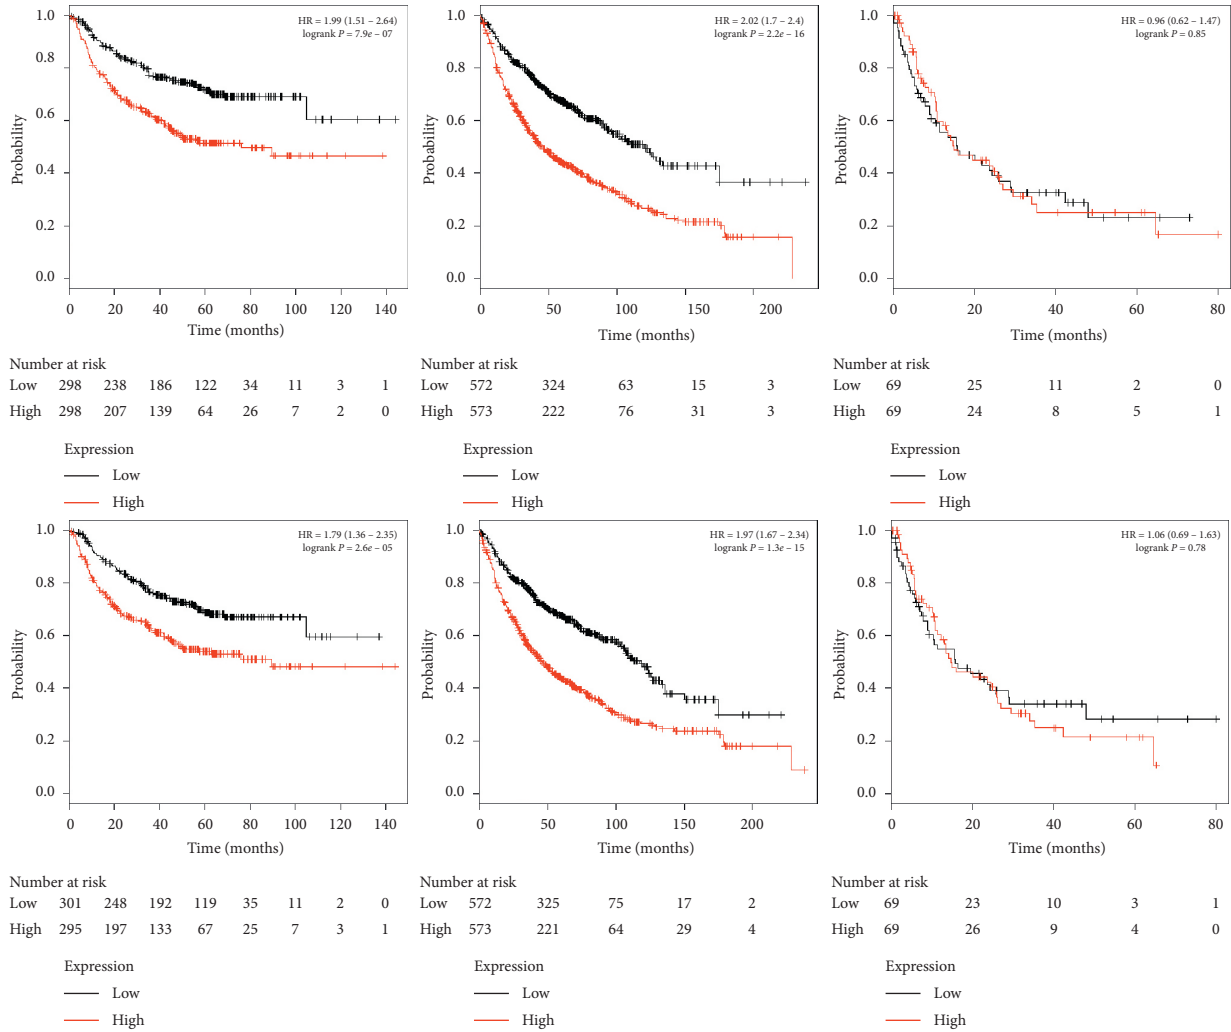 HR = 1.99 (1.51 – 2.64)
logrank P = 7.9e – 07
Probability
1.0
0.8
0.6
0.4
0.2
0.0
0 20 40 60 80 100 120 140
Time (months)
Number at risk
Low 298 238 186 122 34 11 3 1
High 298 207 139 64 26 7 2 0
Expression
Low
High
HR = 2.02 (1.7 – 2.4)
logrank P = 2.2e – 16
Probability
1.0
0.8
0.6
0.4
0.2
0.0
0 50 100 150 200
Time (months)
Number at risk
Low 572 324 63 15 3
High 573 222 76 31 3
Expression
Low
High
HR = 0.96 (0.62 – 1.47)
logrank P = 0.85
Probability
1.0
0.8
0.6
0.4
0.2
0.0
0 20 40 60 80
Time (months)
Number at risk
Low 69 25 11 2 0
High 69 24 8 5 1
Expression
Low
High
HR = 1.79 (1.36 – 2.35)
logrank P = 2.6e – 05
Probability
1.0
0.8
0.6
0.4
0.2
0.0
0 20 40 60 80 100 120 140
Time (months)
Number at risk
Low 301 248 192 119 35 11 2 0
High 295 197 133 67 25 7 3 1
Expression
Low
High
HR = 1.97 (1.67 – 2.34)
logrank P = 1.3e – 15
Probability
1.0
0.8
0.6
0.4
0.2
0.0
0 50 100 150 200
Time (months)
Number at risk
Low 572 325 75 17 2
High 573 221 64 29 4
Expression
Low
High
HR = 1.06 (0.69 – 1.63)
logrank P = 0.78
Probability
1.0
0.8
0.6
0.4
0.2
0.0
0 20 40 60 80
Time (months)
Number at risk
Low 69 23 10 3 1
High 69 26 9 4 0
Expression
Low
High